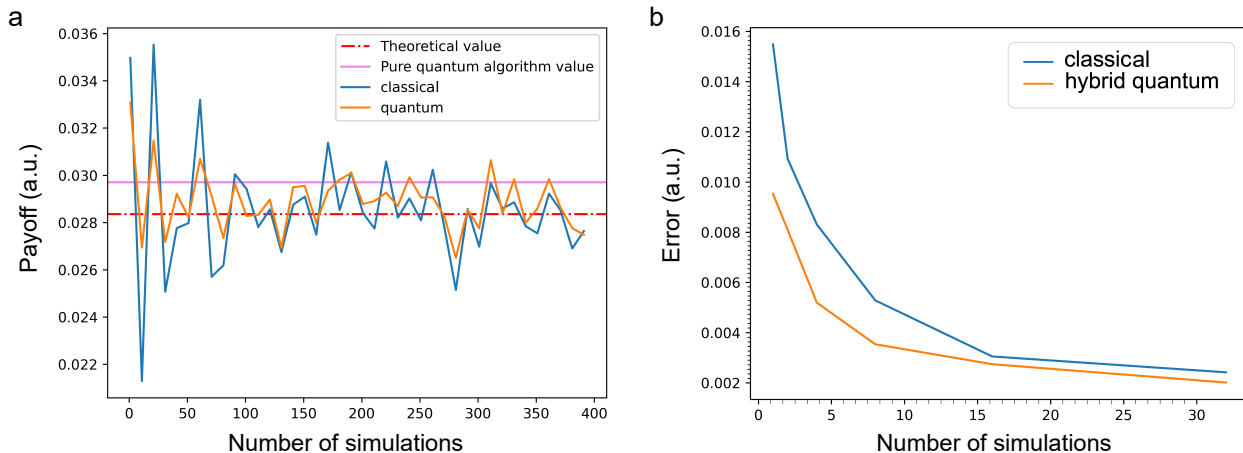 a
0.036
0.034
0.032
0.030
0.028
0.026
0.024
0.022
Payoff (a.u.)
Theoretical value
Pure quantum algorithm value
classical
quantum
0 50 100 150 200 250 300 350 400
Number of simulations
b
0.016
0.014
0.012
0.010
0.008
0.006
0.004
0.002
Error (a.u.)
classical
hybrid quantum
0 5 10 15 20 25 30
Number of simulations